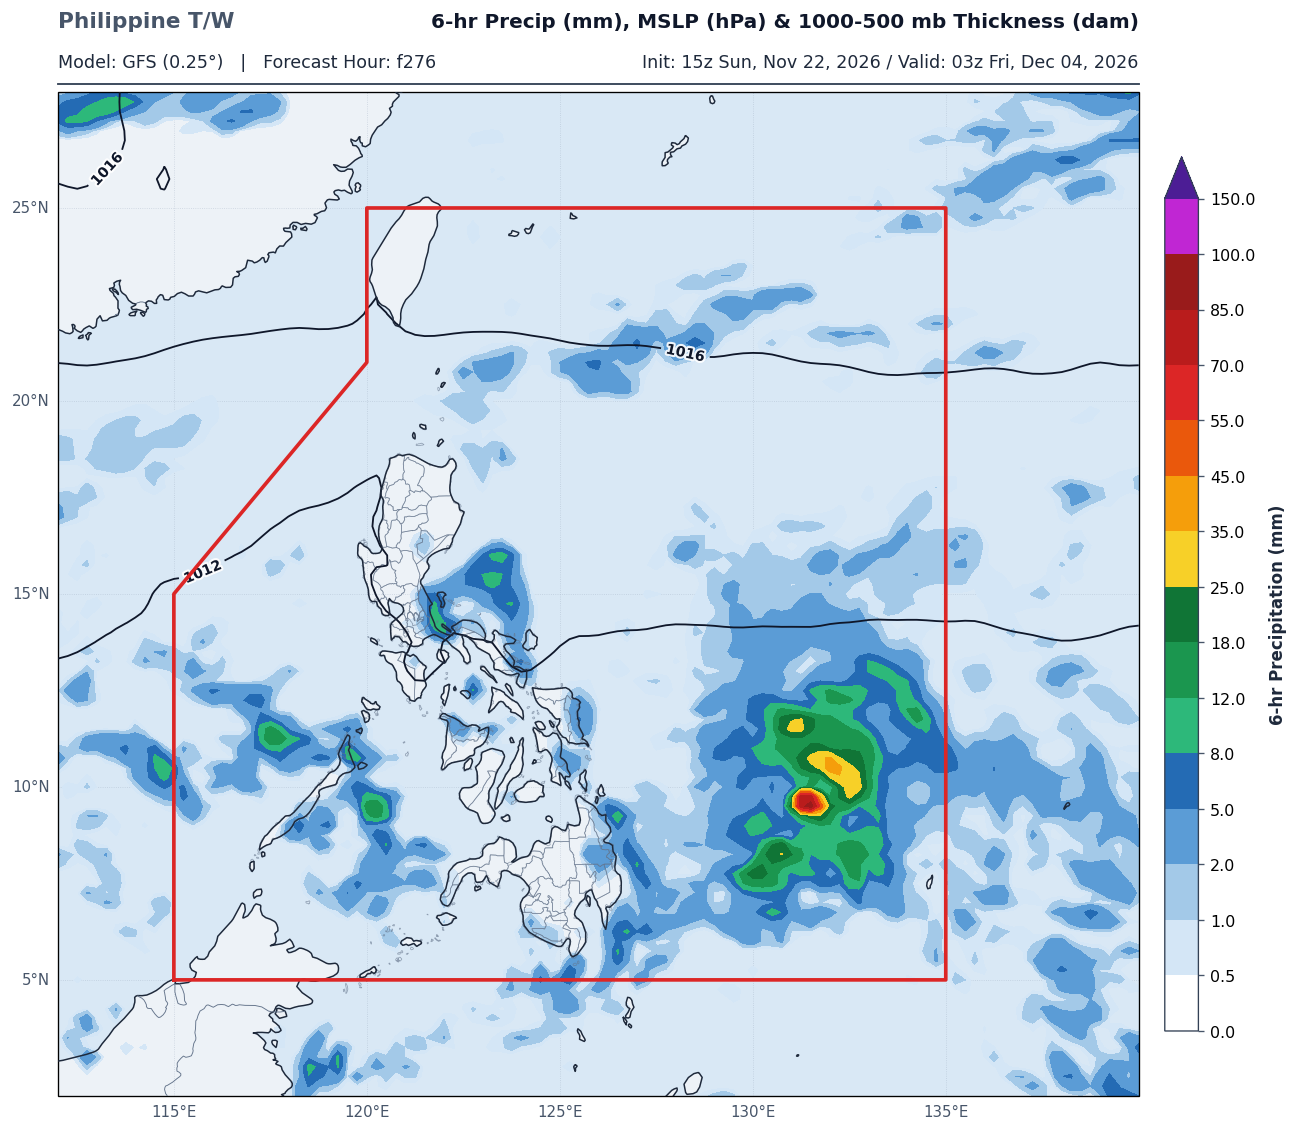 Philippine T/W
6-hr Precip (mm), MSLP (hPa) & 1000-500 mb Thickness (dam)
Model: GFS (0.25°) | Forecast Hour: f276
Init: 15z Sun, Nov 22, 2026 / Valid: 03z Fri, Dec 04, 2026
1016
1016
1012
25°N
20°N
15°N
10°N
5°N
115°E
120°E
125°E
130°E
135°E
150.0
100.0
85.0
70.0
55.0
45.0
35.0
25.0
18.0
12.0
8.0
5.0
2.0
1.0
0.5
0.0
6-hr Precipitation (mm)